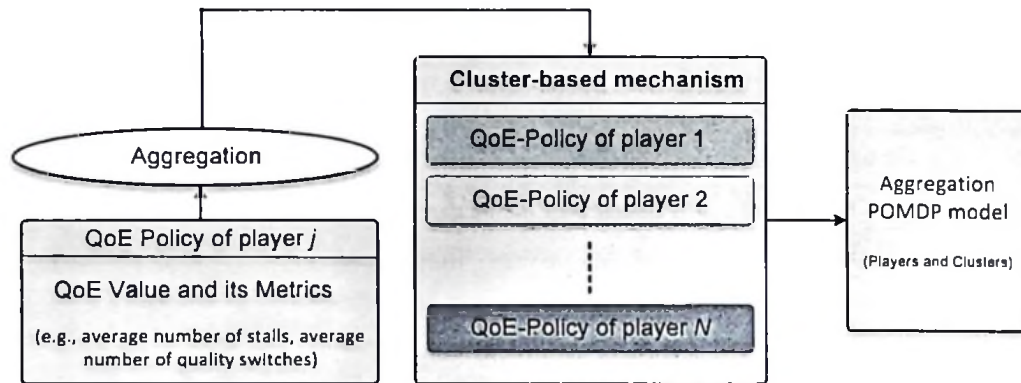 Cluster-based mechanism
QoE-Policy of player 1
QoE-Policy of player 2
QoE-Policy of player N
Aggregation
QoE Policy of player j
QoE Value and its Metrics
(e.g., average number of stalls, average
number of quality switches)
Aggregation
POMDP model
(Players and Clusters)